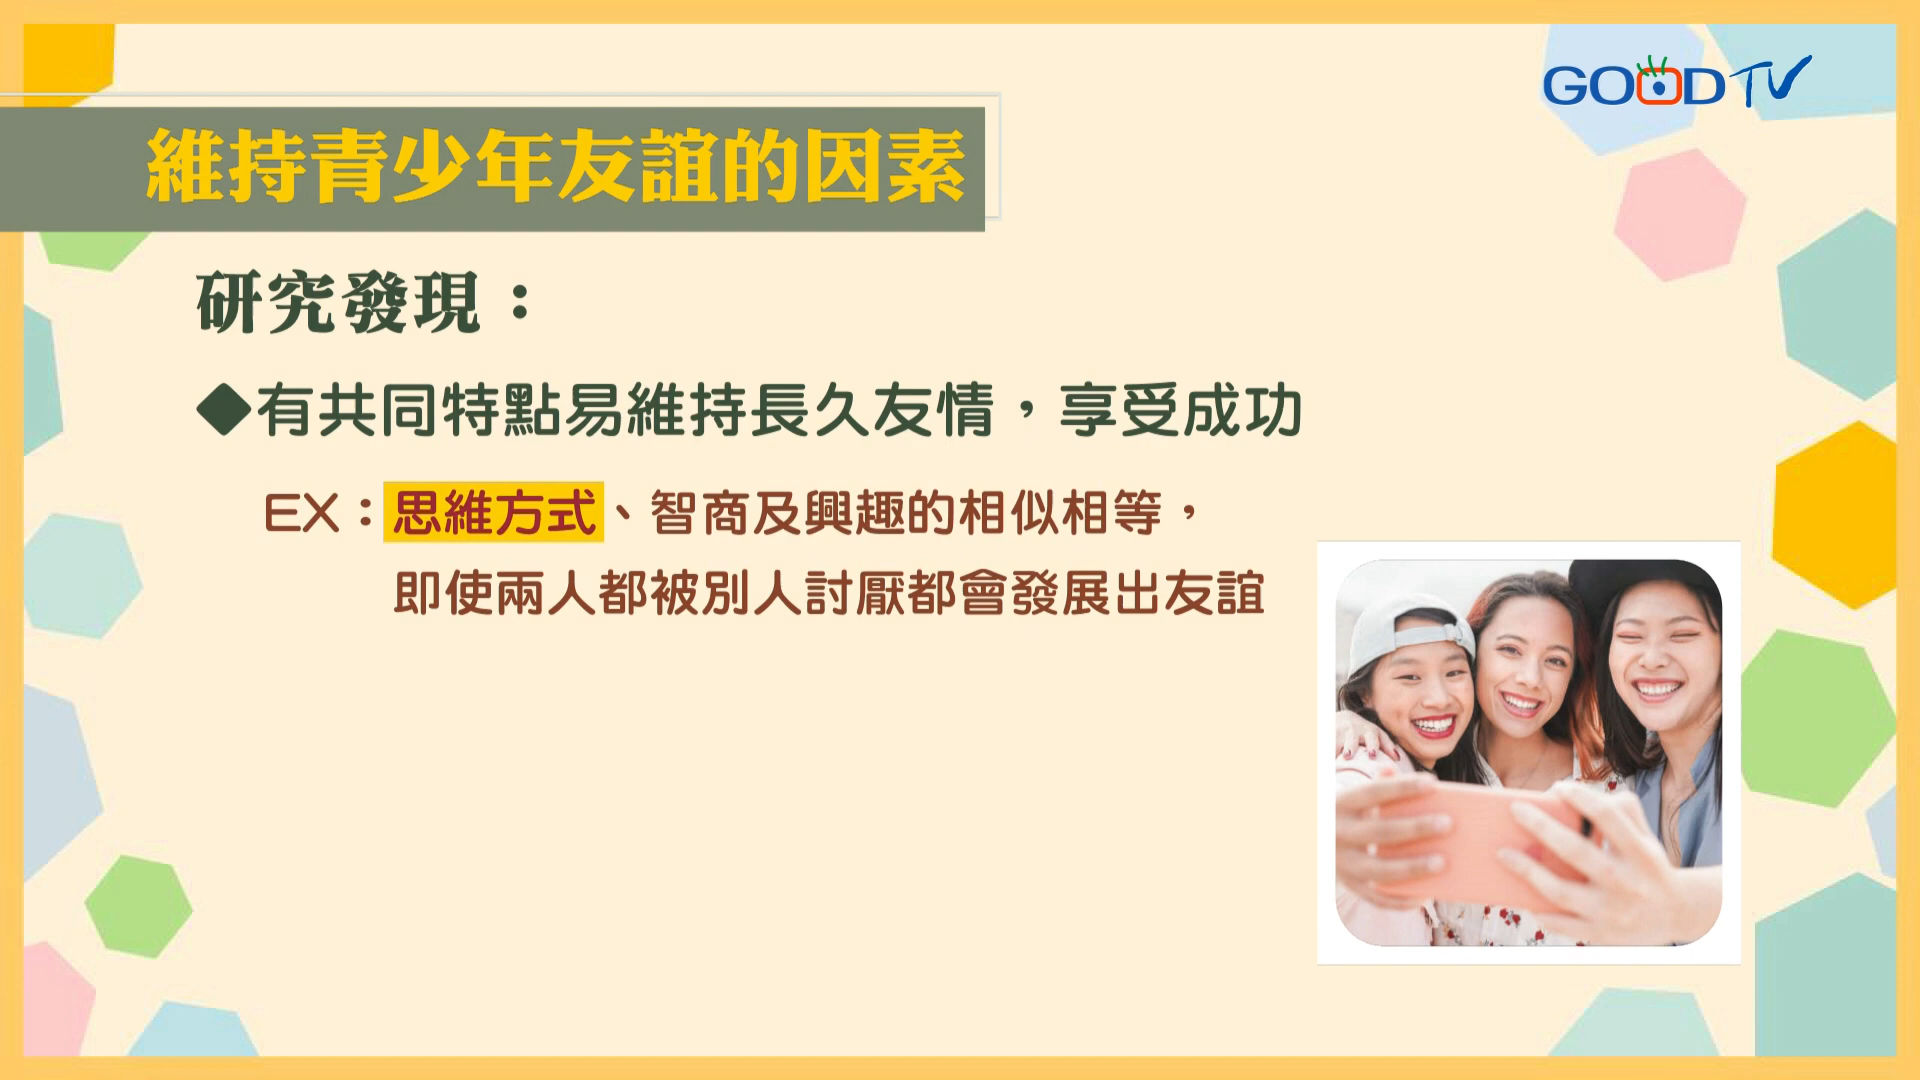 GOOD TV
維持青少年友誼的因素
研究發現：
◆有共同特點易維持長久友情，享受成功
EX：思維方式、智商及興趣的相似相等，
即使兩人都被別人討厭都會發展出友誼